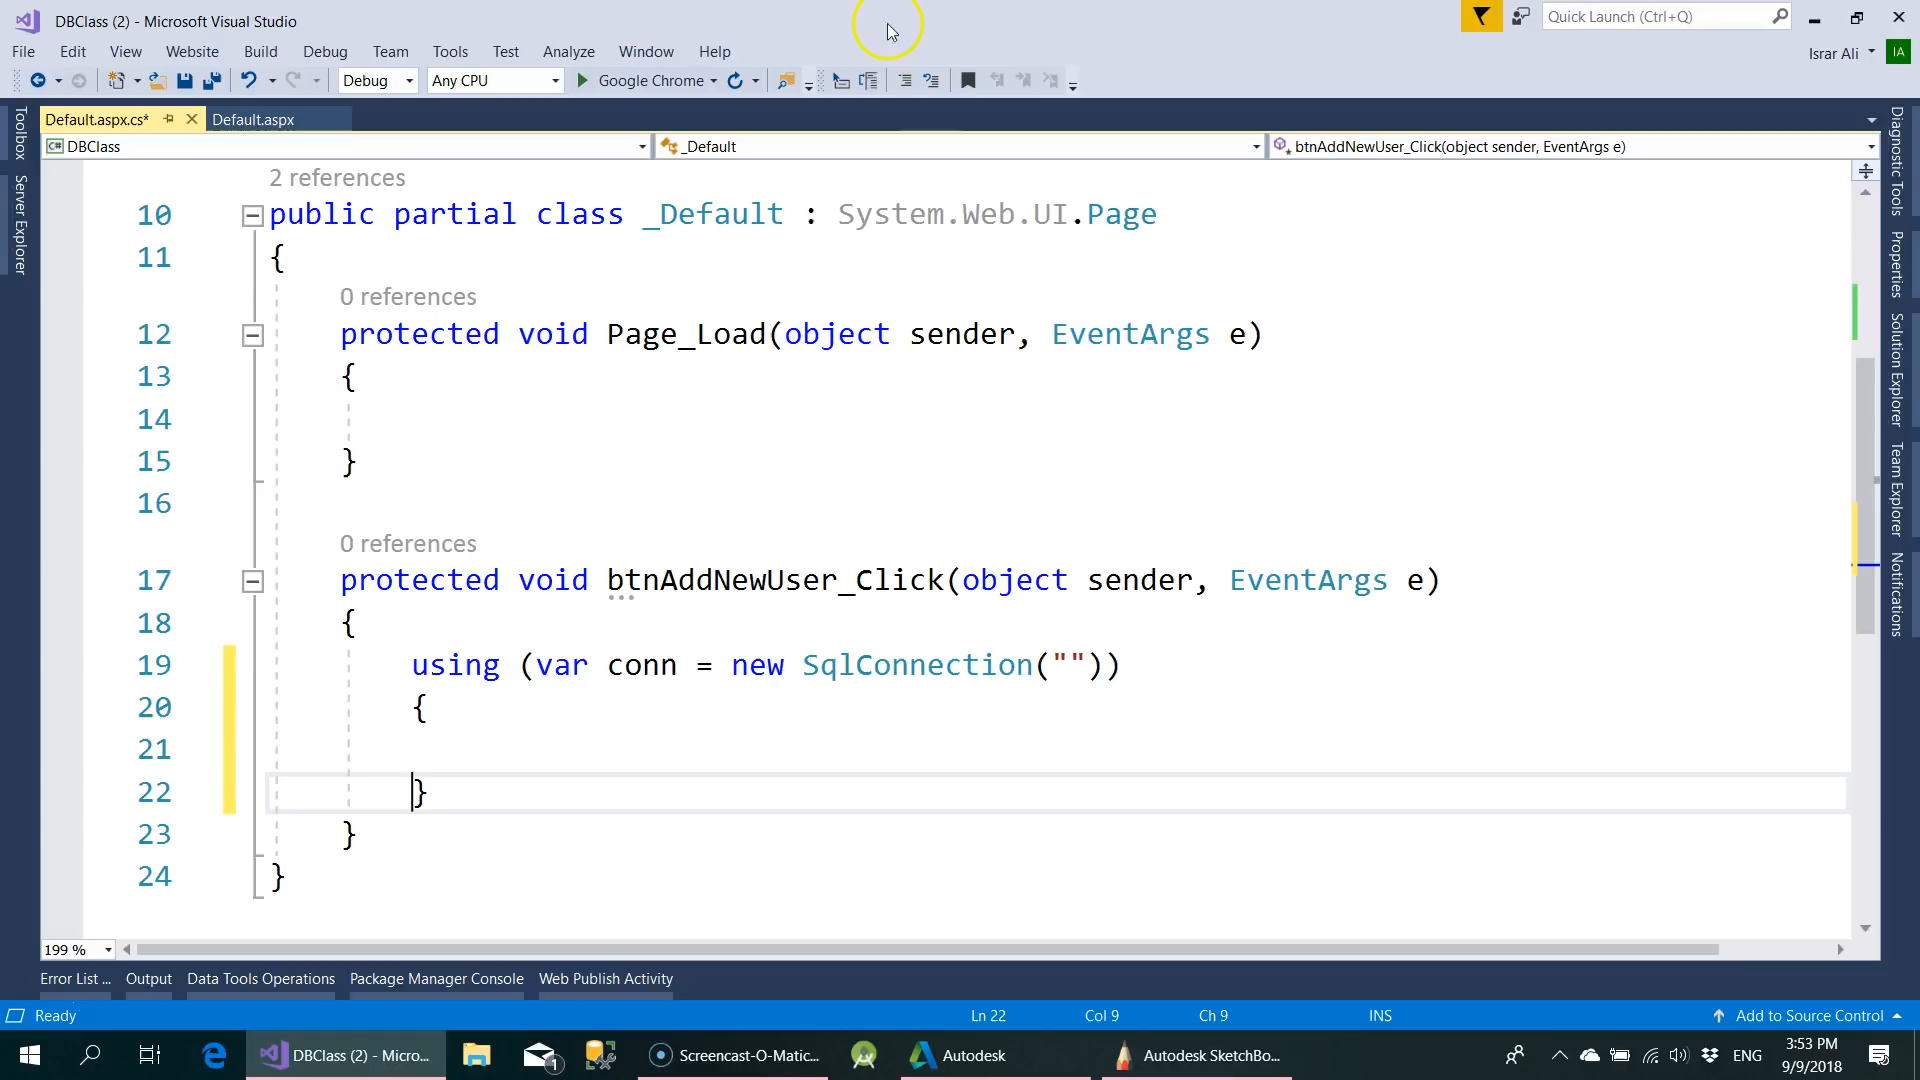 DBClass (2) - Microsoft Visual Studio
Quick Launch (Ctrl+Q)
File Edit View Website Build Debug Team Tools Test Analyze Window Help
Israr Ali IA
Debug Any CPU Google Chrome
Default.aspx.cs* Default.aspx
DBClass _Default btnAddNewUser_Click(object sender, EventArgs e)
Toolbox
Server Explorer
Diagnostic Tools
Properties
Solution Explorer
Team Explorer
Notifications
2 references
10 public partial class _Default : System.Web.UI.Page
11 {
0 references
12 protected void Page_Load(object sender, EventArgs e)
13 {
14
15 }
16
0 references
17 protected void btnAddNewUser_Click(object sender, EventArgs e)
18 {
19 using (var conn = new SqlConnection(""))
20 {
21
22 }
23 }
24 }
199 %
Error List ... Output Data Tools Operations Package Manager Console Web Publish Activity
Ready Ln 22 Col 9 Ch 9 INS Add to Source Control
DBClass (2) - Micro... 1 Screencast-O-Matic... Autodesk Autodesk SketchBo... ENG 3:53 PM
9/9/2018